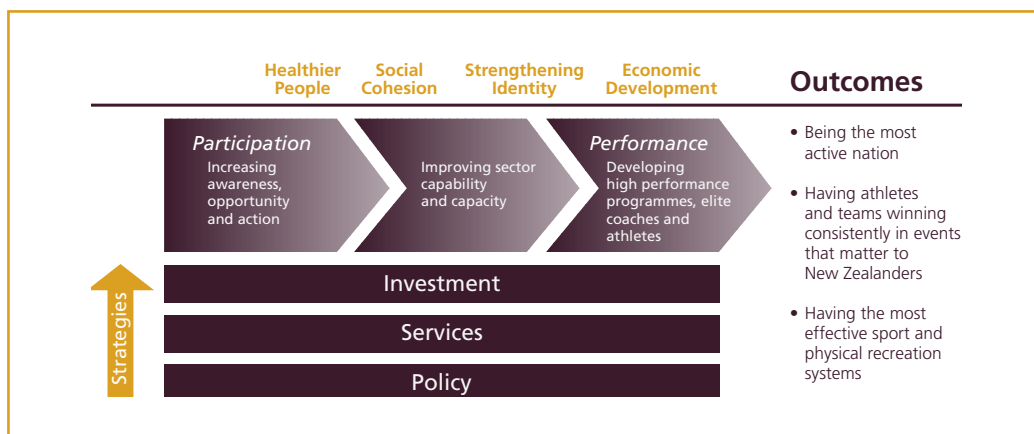 Healthier
People
Social
Cohesion
Strengthening
Identity
Economic
Development
Outcomes
Participation
Increasing
awareness,
opportunity
and action
Improving sector
capability
and capacity
Performance
Developing
high performance
programmes, elite
coaches and
athletes
Investment
Services
Policy
Strategies
• Being the most
active nation
• Having athletes
and teams winning
consistently in events
that matter to
New Zealanders
• Having the most
effective sport and
physical recreation
systems